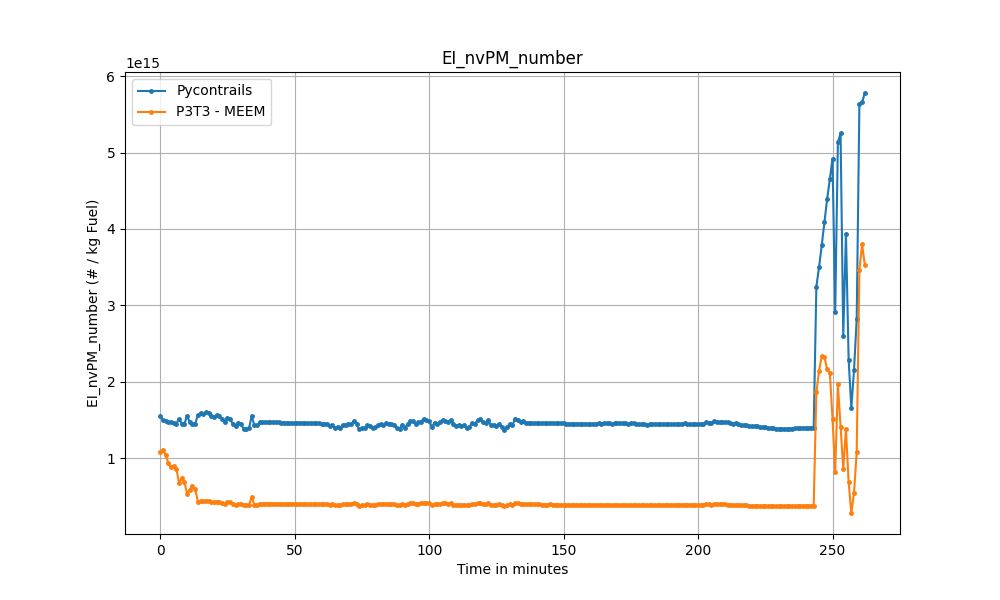 EI_nvPM_number
1e15
6
5
4
3
2
1
EI_nvPM_number (# / kg Fuel)
Pycontrails
P3T3 - MEEM
0
50
100
150
200
250
Time in minutes